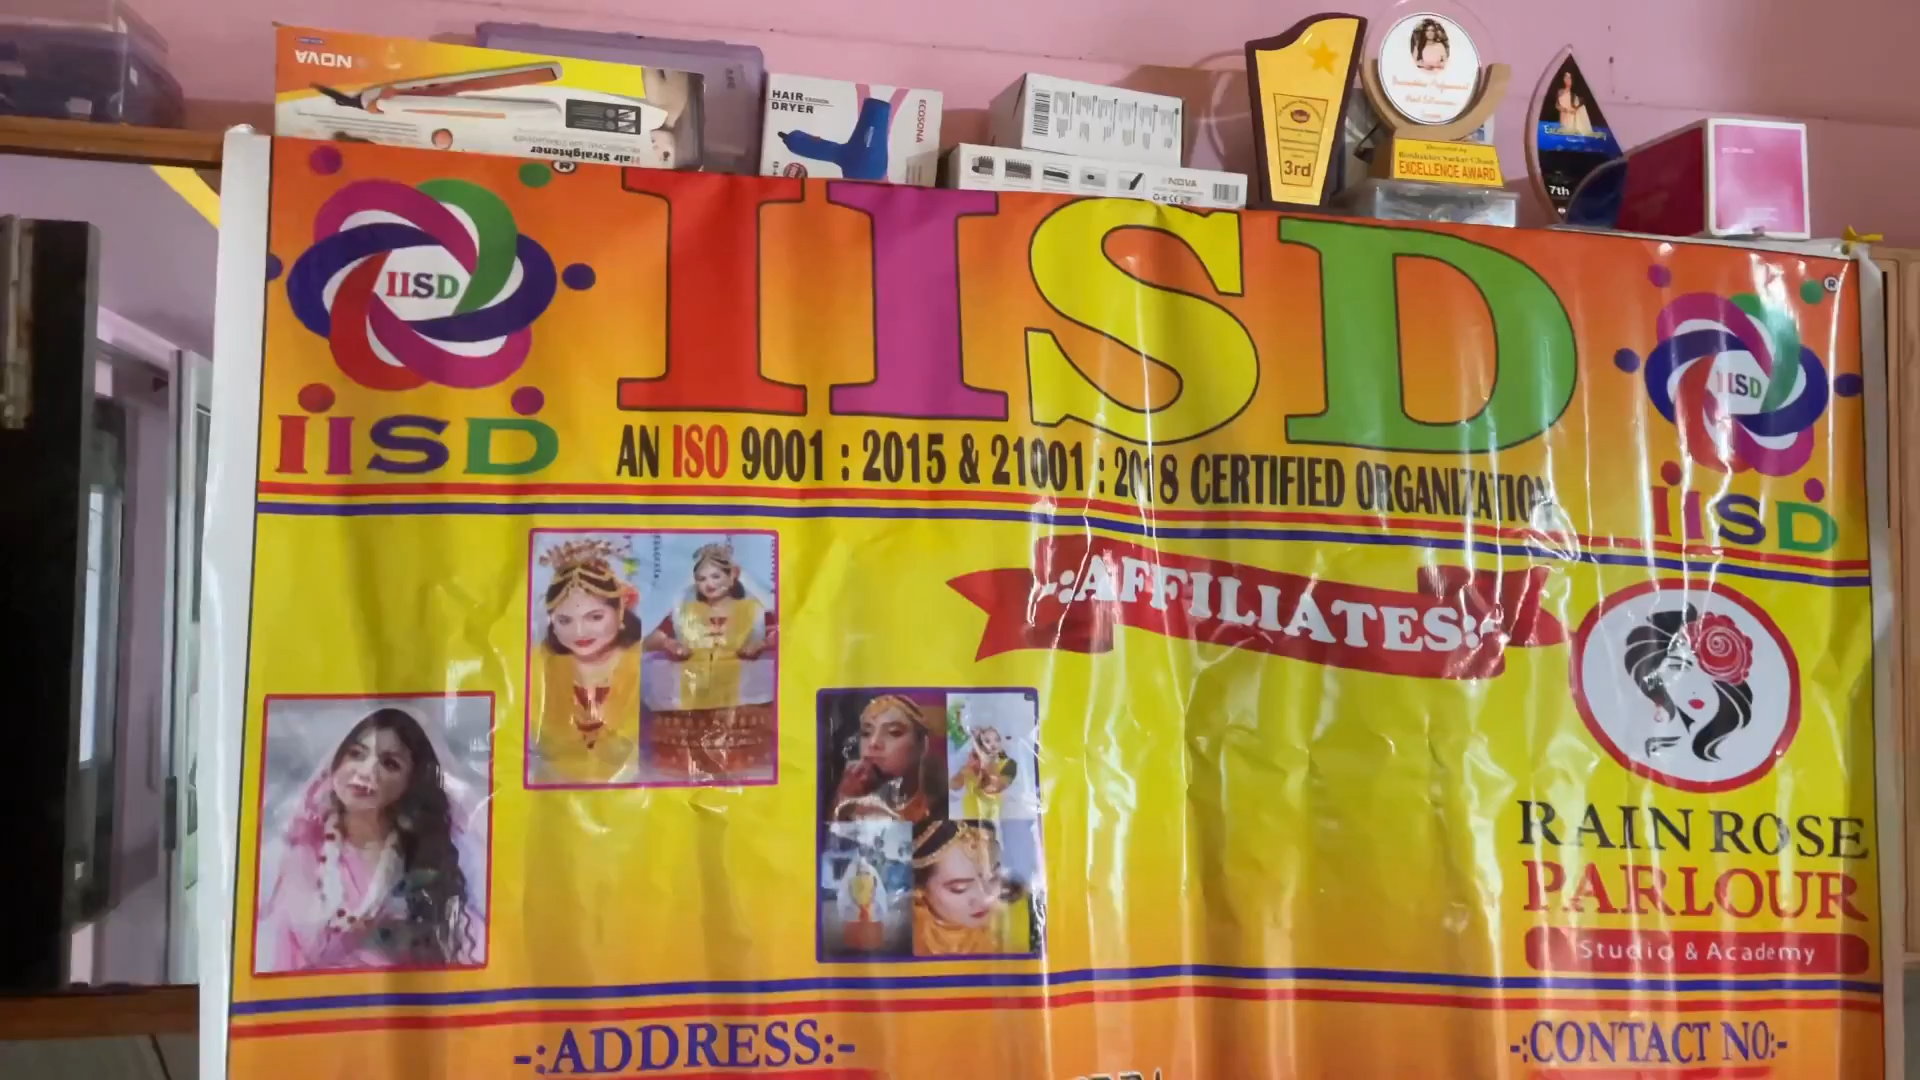 NOVA
Hair Straightener
HAIR
DRYER
ECOSONA
NOVA
3rd
EXCELLENCE AWARD
7th
IISD
IISD
IISD
AN ISO 9001 : 2015 & 21001 : 2018 CERTIFIED ORGANIZATION
IISD
IISD
-:AFFILIATES:-
RAIN ROSE
PARLOUR
Studio & Academy
-:ADDRESS:-
-:CONTACT NO:-